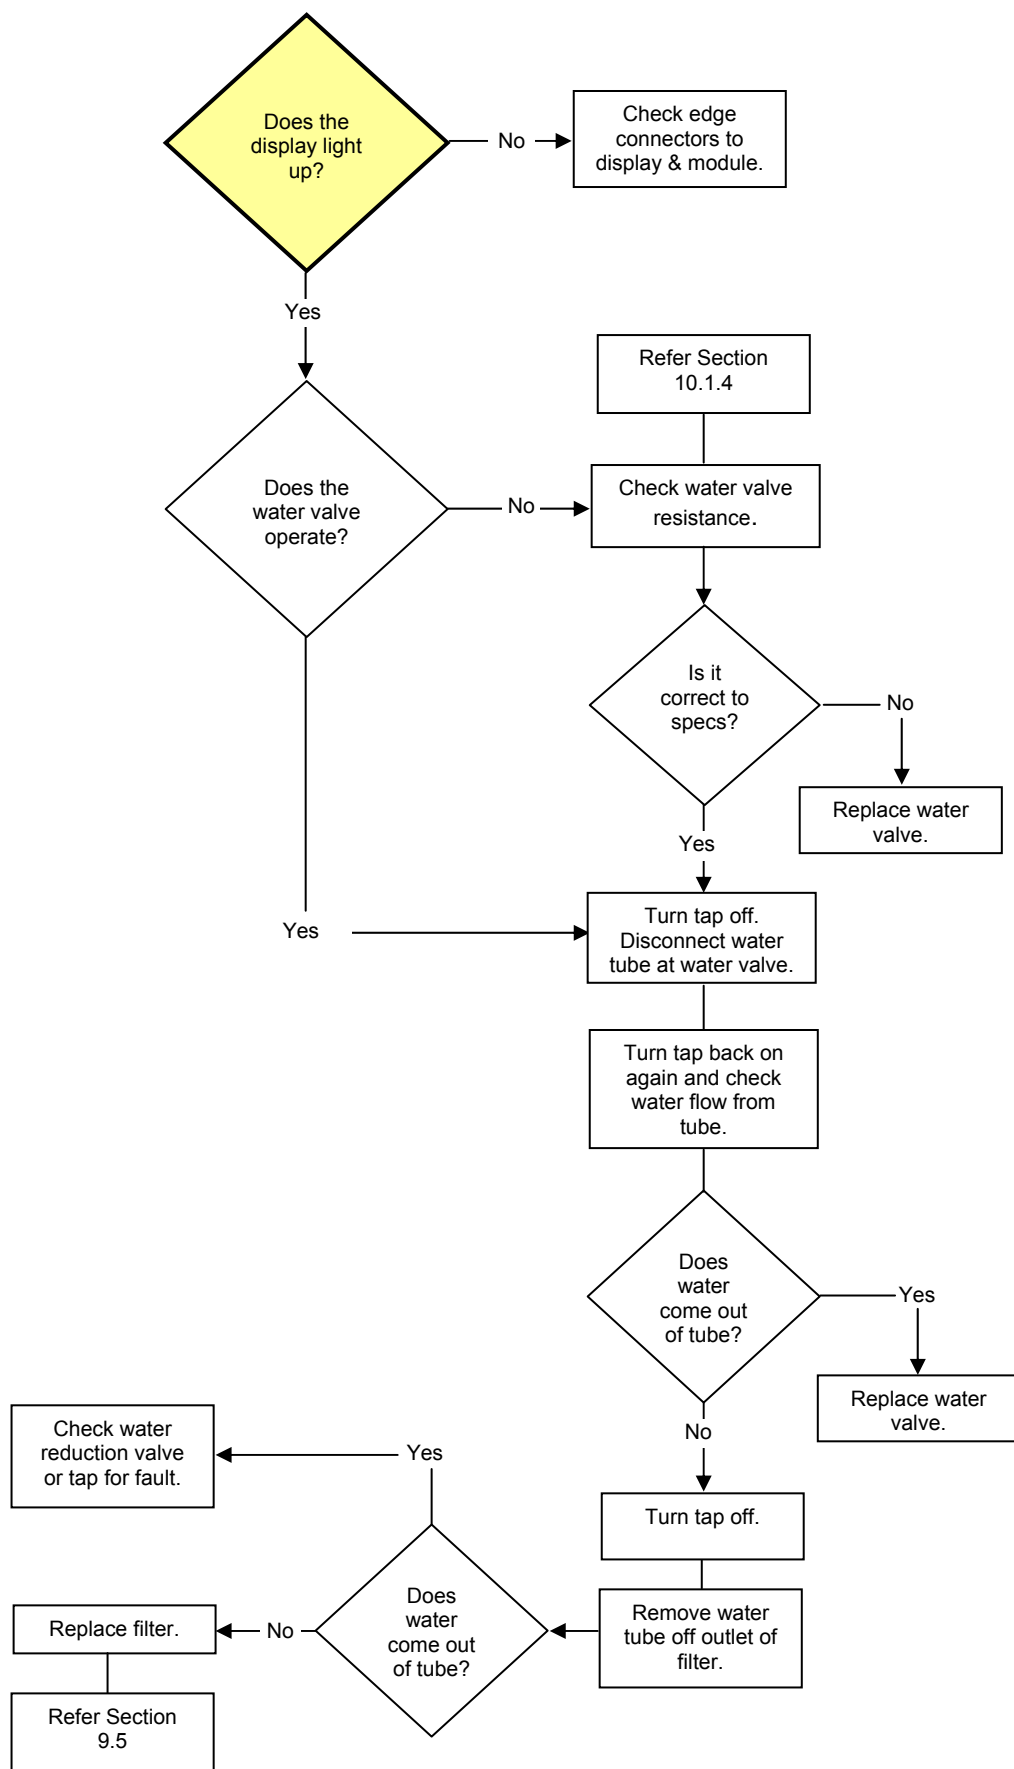 Does the
display light
up?
No
Check edge
connectors to
display & module.
Yes
Refer Section
10.1.4
Does the
water valve
operate?
No
Check water valve
resistance.
Is it
correct to
specs?
No
Replace water
valve.
Yes
Yes
Turn tap off.
Disconnect water
tube at water valve.
Turn tap back on
again and check
water flow from
tube.
Does
water
come out
of tube?
Yes
Replace water
valve.
No
Check water
reduction valve
or tap for fault.
Yes
Turn tap off.
Remove water
tube off outlet of
filter.
Does
water
come out
of tube?
No
Replace filter.
Refer Section
9.5